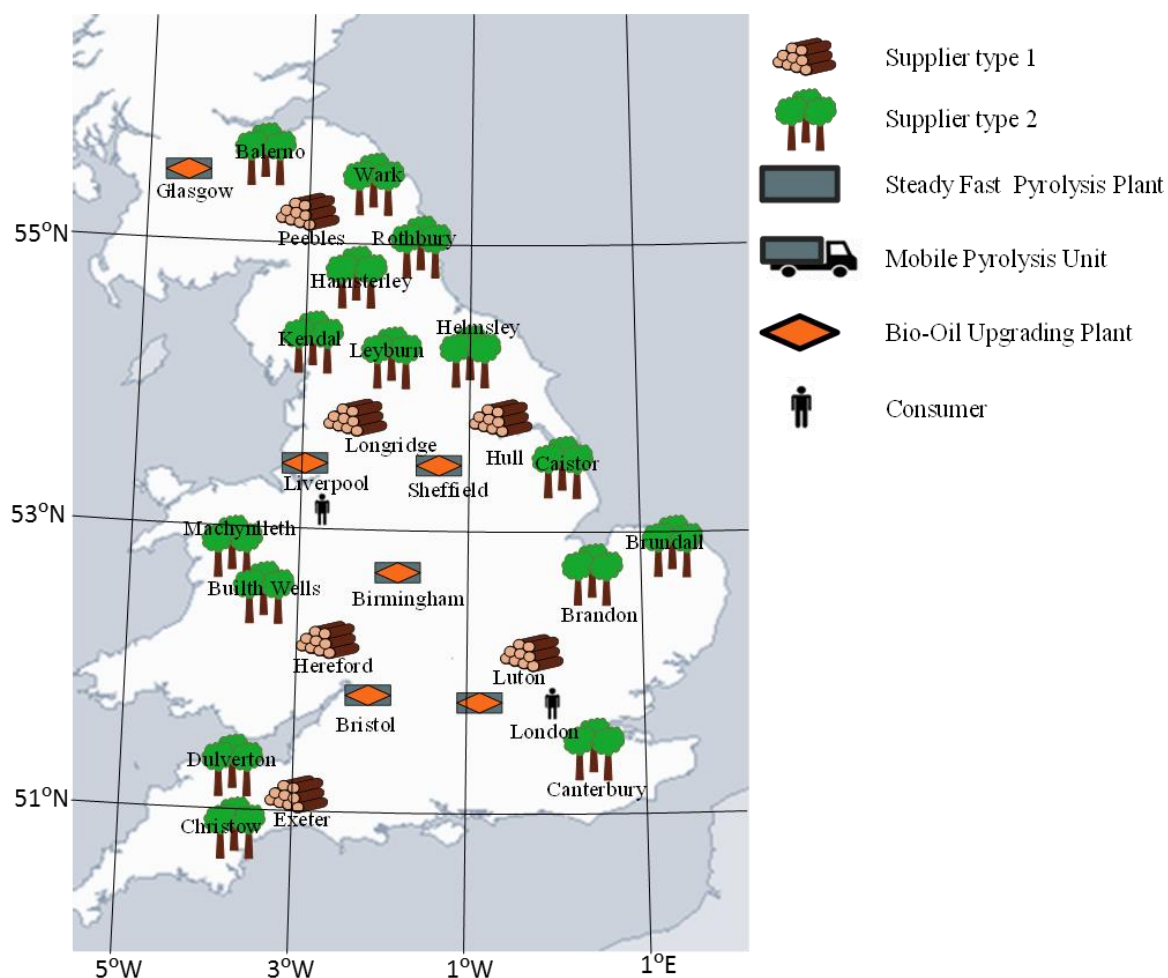 Supplier type 1
Supplier type 2
Steady Fast Pyrolysis Plant
Mobile Pyrolysis Unit
Bio-Oil Upgrading Plant
Consumer
Balerno
Glasgow
Wark
Peebles
Rothbury
55°N
Hamsterley
Kendal
Leyburn
Helmsley
Longridge
Hull
Caistor
Liverpool
Sheffield
53°N
Machynlleth
Brundall
Builth Wells
Birmingham
Brandon
Hereford
Luton
Bristol
London
Dulverton
Canterbury
51°N
Christow
Exeter
5°W
3°W
1°W
1°E